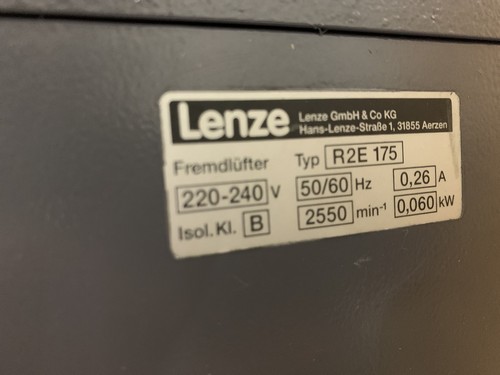 Lenze
Lenze GmbH & Co KG
Hans-Lenze-Straße 1, 31855 Aerzen
Fremdlüfter Typ R2E 175
220-240 V 50/60 Hz 0,26 A
Isol. Kl. B 2550 min⁻¹ 0,060 kW